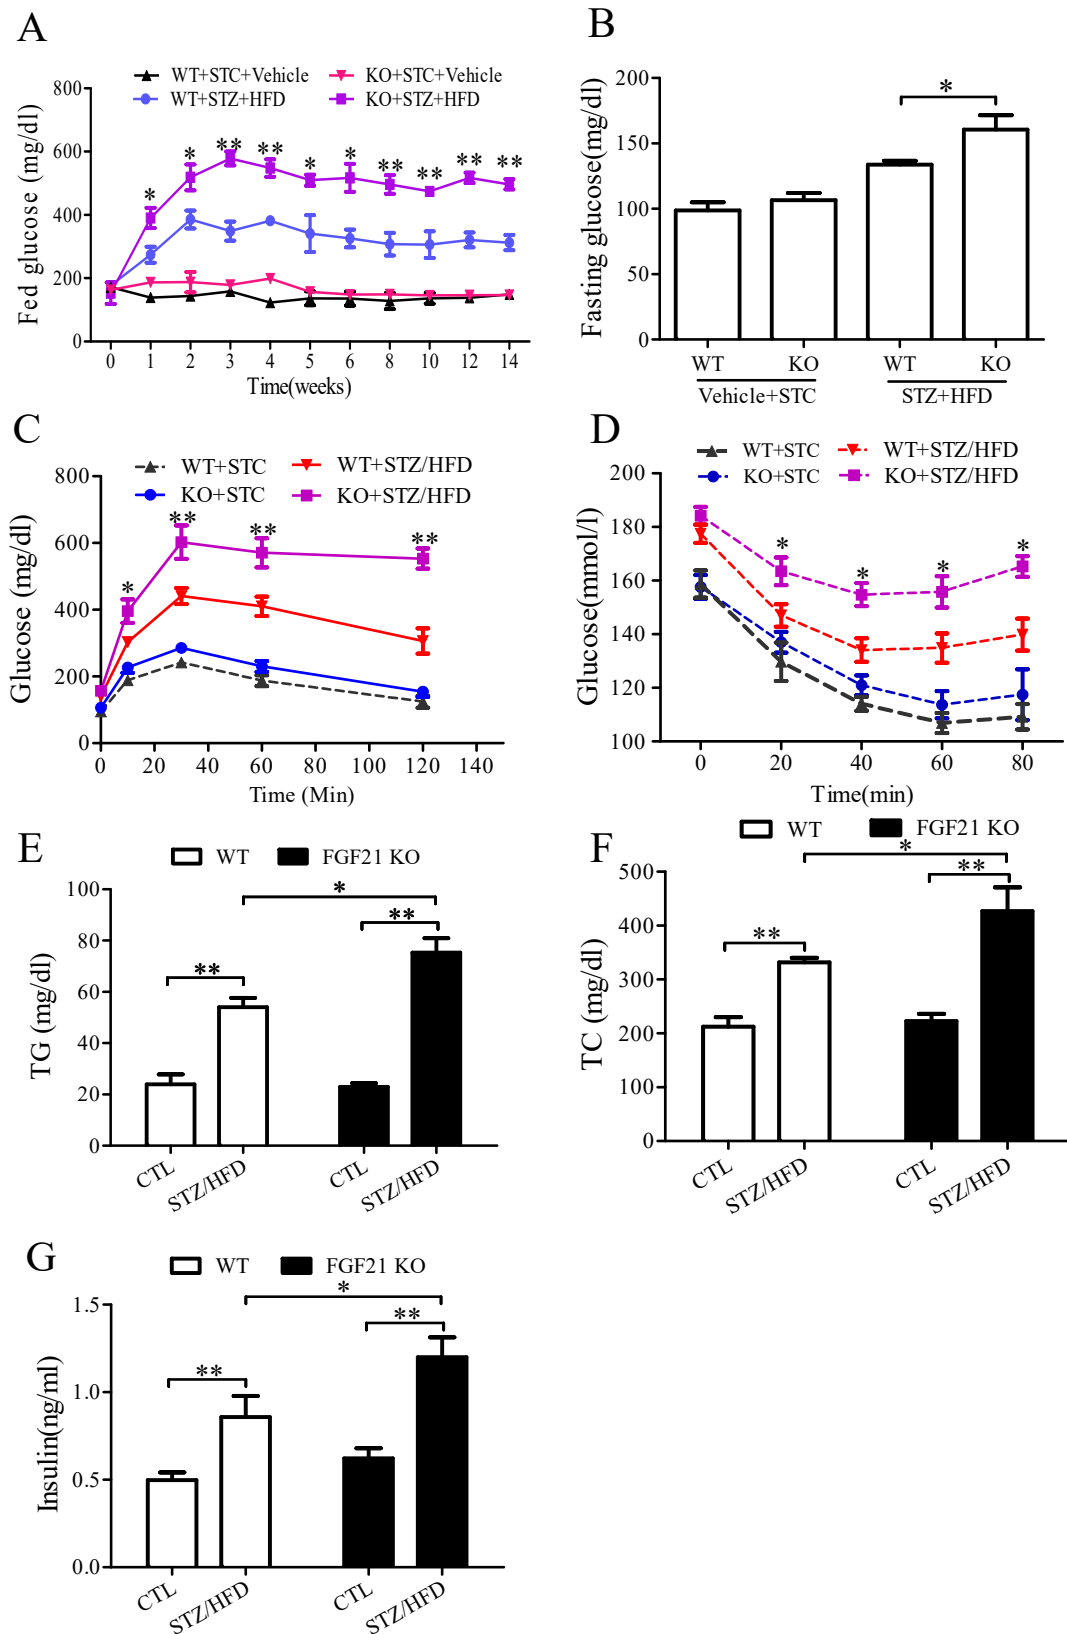 A
WT+STC+Vehicle
KO+STC+Vehicle
WT+STZ+HFD
KO+STZ+HFD
Fed glucose (mg/dl)
800
600
400
200
0
* * ** ** * * ** ** ** **
0 1 2 3 4 5 6 8 10 12 14
Time(weeks)
B
Fasting glucose(mg/dl)
200
150
100
50
0
*
WT KO WT KO
Vehicle+STC STZ+HFD
C
WT+STC
WT+STZ/HFD
KO+STC
KO+STZ/HFD
Glucose (mg/dl)
800
600
400
200
0
* ** ** **
0 20 40 60 80 100 120 140
Time (Min)
D
WT+STC
WT+STZ/HFD
KO+STC
KO+STZ/HFD
Glucose(mmol/l)
200
180
160
140
120
100
* * * *
0 20 40 60 80
Time(min)
E
WT FGF21 KO
TG (mg/dl)
100
80
60
40
20
0
*
**
**
CTL STZ/HFD CTL STZ/HFD
F
WT FGF21 KO
TC (mg/dl)
500
400
300
200
100
0
*
**
**
CTL STZ/HFD CTL STZ/HFD
G
WT FGF21 KO
Insulin(ng/ml)
1.5
1.0
0.5
0.0
*
**
**
CTL STZ/HFD CTL STZ/HFD